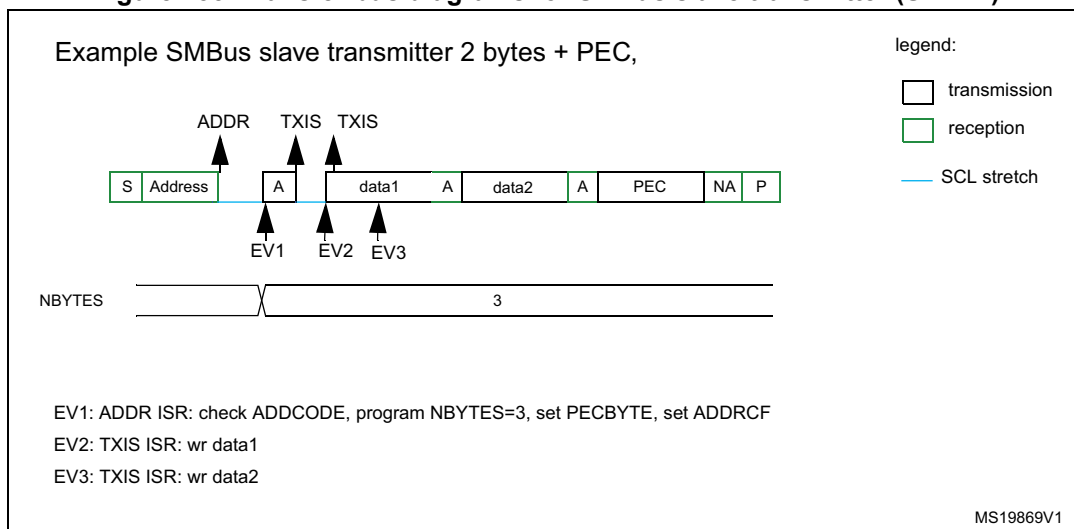 Example SMBus slave transmitter 2 bytes + PEC,
legend:
transmission
reception
SCL stretch
ADDR TXIS TXIS
S Address A data1 A data2 A PEC NA P
EV1 EV2 EV3
NBYTES 3
EV1: ADDR ISR: check ADDCODE, program NBYTES=3, set PECBYTE, set ADDRCF
EV2: TXIS ISR: wr data1
EV3: TXIS ISR: wr data2
MS19869V1